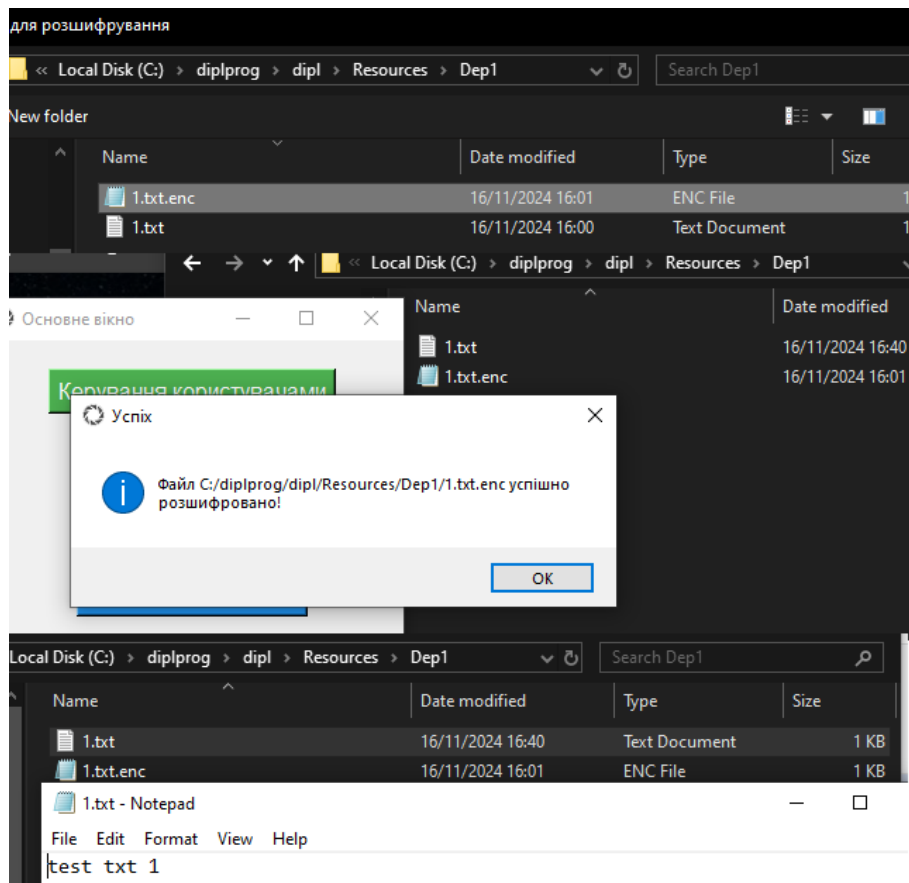 для розшифрування
« Local Disk (C:) > diplprog > dipl > Resources > Dep1
Search Dep1
New folder
Name Date modified Type Size
1.txt.enc 16/11/2024 16:01 ENC File 1
1.txt 16/11/2024 16:00 Text Document 1
« Local Disk (C:) > diplprog > dipl > Resources > Dep1
Name Date modified
1.txt 16/11/2024 16:40
1.txt.enc 16/11/2024 16:01
Основне вікно
Керування користувачами
Успіх
Файл C:/diplprog/dipl/Resources/Dep1/1.txt.enc успішно
розшифровано!
OK
Local Disk (C:) > diplprog > dipl > Resources > Dep1
Search Dep1
Name Date modified Type Size
1.txt 16/11/2024 16:40 Text Document 1 KB
1.txt.enc 16/11/2024 16:01 ENC File 1 KB
1.txt - Notepad
File Edit Format View Help
test txt 1